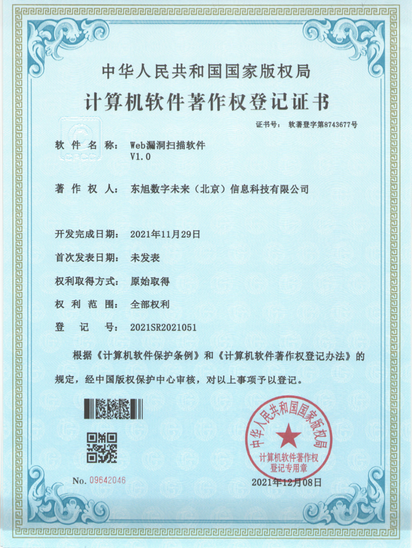 中华人民共和国国家版权局
计算机软件著作权登记证书
证书号： 软著登字第8743677号
软件名称： Web漏洞扫描软件
V1.0
著作权人： 东旭数字未来（北京）信息科技有限公司
开发完成日期： 2021年11月29日
首次发表日期： 未发表
权利取得方式： 原始取得
权利范围： 全部权利
登记号： 2021SR2021051
根据《计算机软件保护条例》和《计算机软件著作权登记办法》的
规定，经中国版权保护中心审核，对以上事项予以登记。
中华人民共和国国家版权局
计算机软件著作权
登记专用章
No. 09642046
2021年12月08日